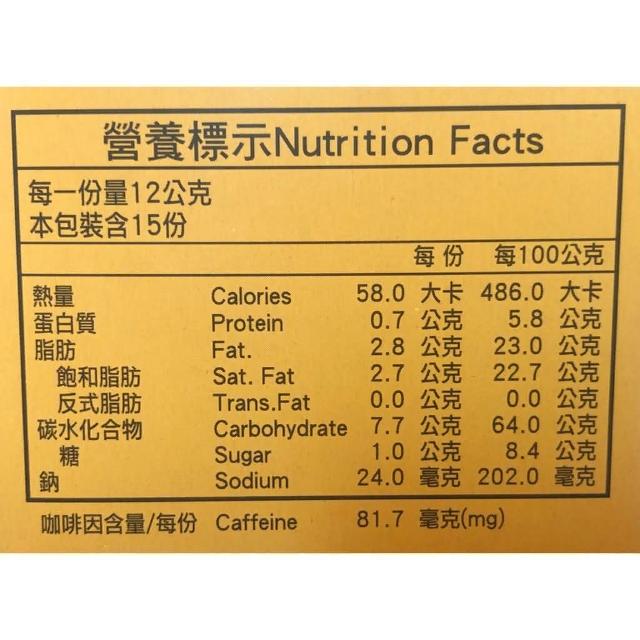 營養標示Nutrition Facts
每一份量12公克
本包裝含15份
每份 每100公克
熱量 Calories 58.0 大卡 486.0 大卡
蛋白質 Protein 0.7 公克 5.8 公克
脂肪 Fat. 2.8 公克 23.0 公克
飽和脂肪 Sat. Fat 2.7 公克 22.7 公克
反式脂肪 Trans.Fat 0.0 公克 0.0 公克
碳水化合物 Carbohydrate 7.7 公克 64.0 公克
糖 Sugar 1.0 公克 8.4 公克
鈉 Sodium 24.0 毫克 202.0 毫克
咖啡因含量/每份 Caffeine 81.7 毫克(mg)